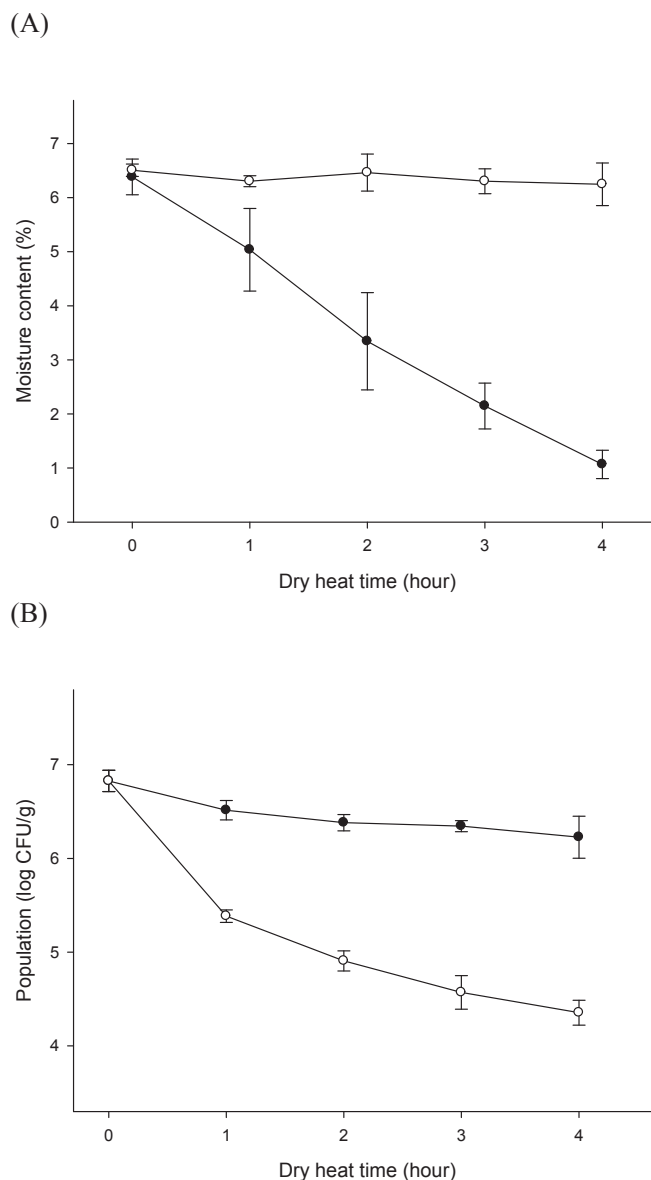 (A)
7
6
5
4
3
2
1
0
Moisture content (%)
0 1 2 3 4
Dry heat time (hour)
(B)
7
6
5
4
Population (log CFU/g)
0 1 2 3 4
Dry heat time (hour)